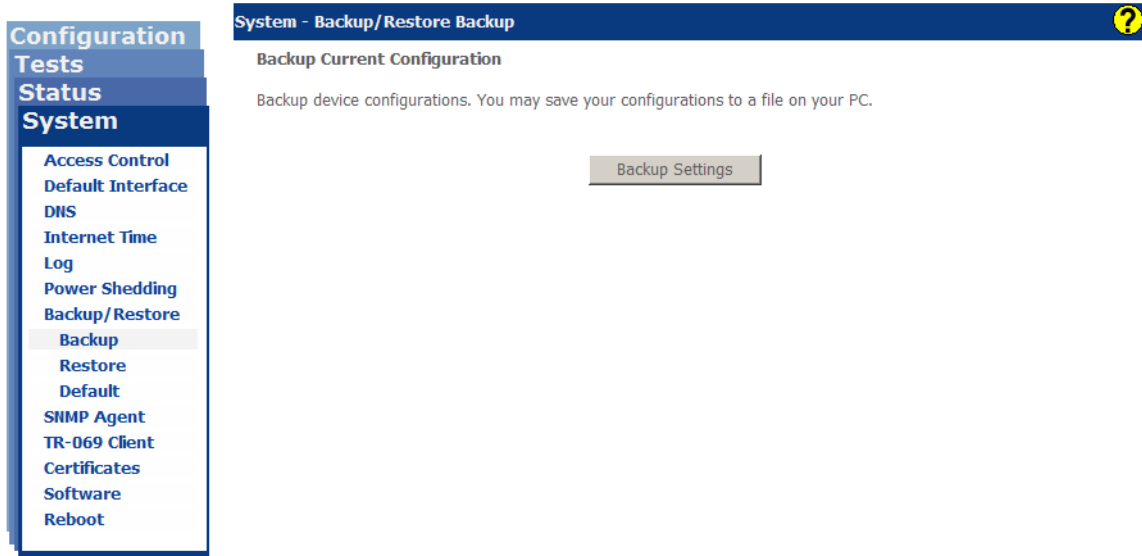 Configuration
Tests
Status
System
Access Control
Default Interface
DNS
Internet Time
Log
Power Shedding
Backup/Restore
Backup
Restore
Default
SNMP Agent
TR-069 Client
Certificates
Software
Reboot
System - Backup/Restore Backup
?
Backup Current Configuration
Backup device configurations. You may save your configurations to a file on your PC.
Backup Settings